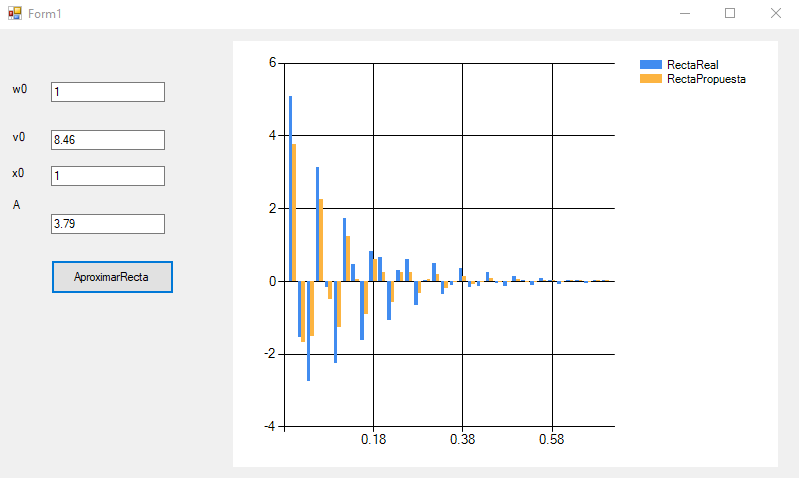 Form1
w0
1
v0
8.46
x0
1
A
3.79
AproximarRecta
6
4
2
0
-2
-4
0.18
0.38
0.58
RectaReal
RectaPropuesta